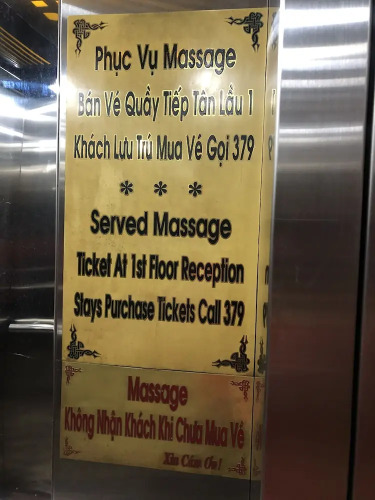 Phục Vụ Massage
Bán Vé Quầy Tiếp Tân Lầu 1
Khách Lưu Trú Mua Vé Gọi 379
* * *
Served Massage
Ticket At 1st Floor Reception
Stays Purchase Tickets Call 379
Massage
Không Nhận Khách Khi Chưa Mua Vé
Xin Cám Ơn!